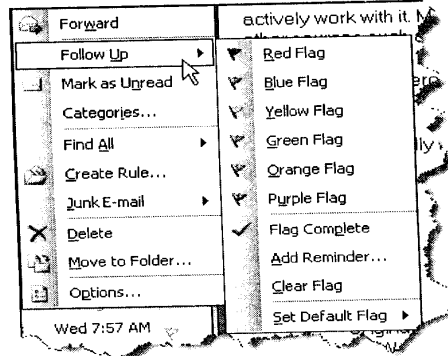 Forward
Follow Up
Mark as Unread
Categories...
Find All
Create Rule...
Junk E-mail
Delete
Move to Folder...
Options...
Wed 7:57 AM
Red Flag
Blue Flag
Yellow Flag
Green Flag
Orange Flag
Purple Flag
Flag Complete
Add Reminder...
Clear Flag
Set Default Flag
actively work with it.